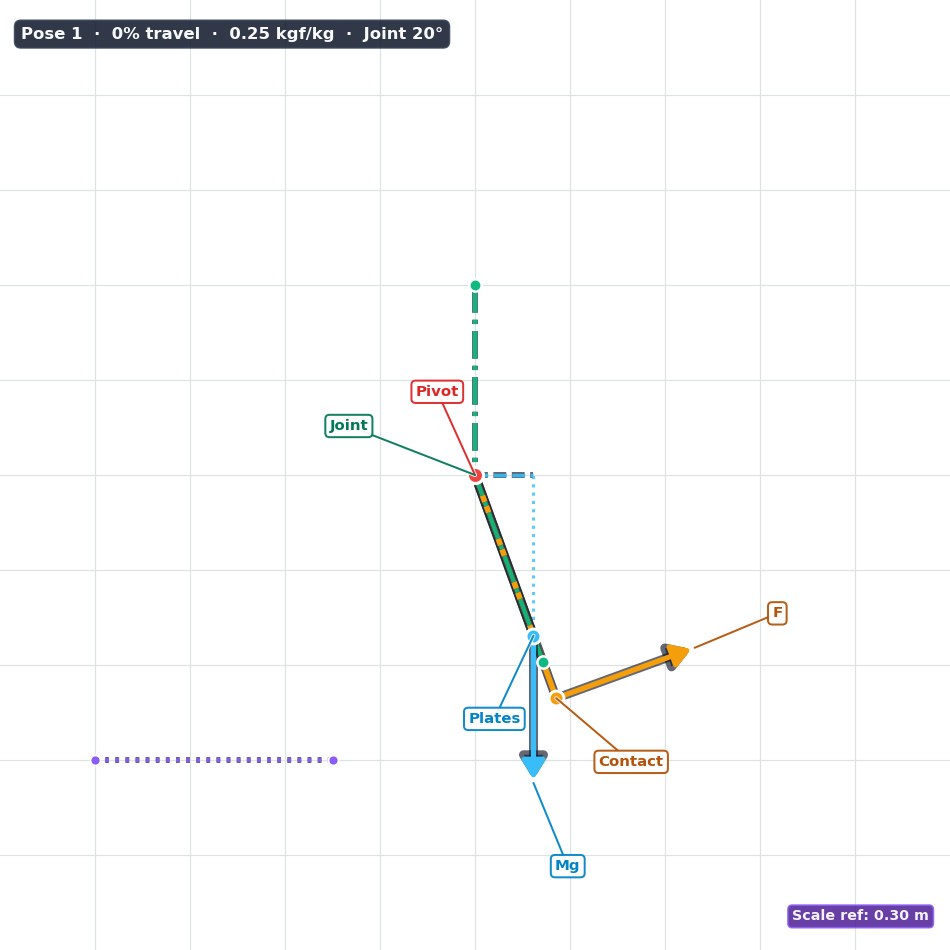 Pose 1  ·  0% travel  ·  0.25 kgf/kg  ·  Joint 20°
Pivot
Joint
F
Plates
Contact
Mg
Scale ref: 0.30 m